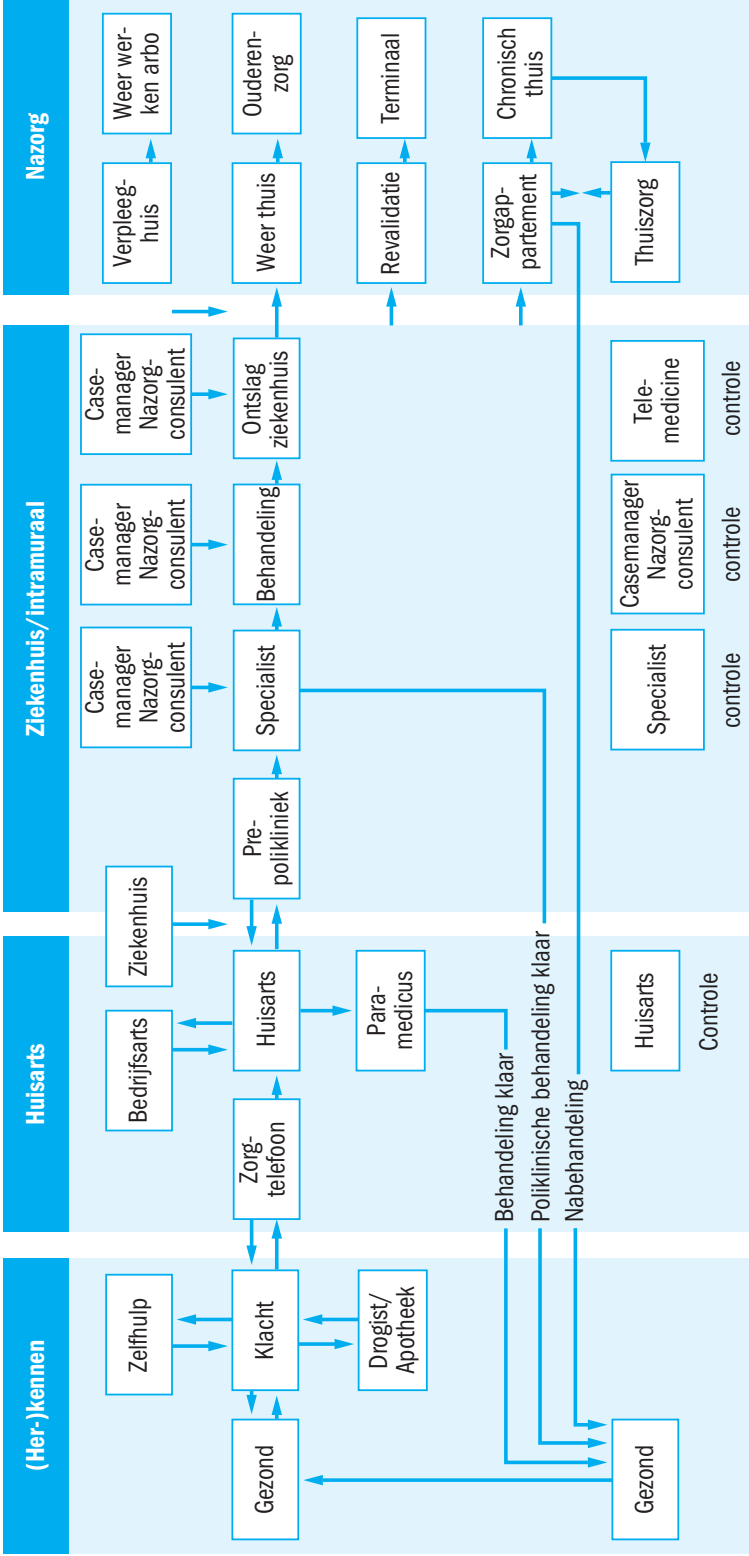 (Her-)kennen
Huisarts
Ziekenhuis/intramuraal
Nazorg
Zelfhulp
Gezond
Klacht
Drogist/
Apotheek
Gezond
Bedrijfsarts
Ziekenhuis
Zorg-
telefoon
Huisarts
Para-
medicus
Behandeling klaar
Poliklinische behandeling klaar
Nabehandeling
Huisarts
Controle
Case-
manager
Nazorg-
consulent
Case-
manager
Nazorg-
consulent
Case-
manager
Nazorg-
consulent
Pre-
polikliniek
Specialist
Behandeling
Ontslag
ziekenhuis
Specialist
controle
Casemanager
Nazorg-
consulent
controle
Tele-
medicine
controle
Verpleeg-
huis
Weer wer-
ken arbo
Weer thuis
Ouderen-
zorg
Revalidatie
Terminaal
Zorgap-
partement
Chronisch
thuis
Thuiszorg